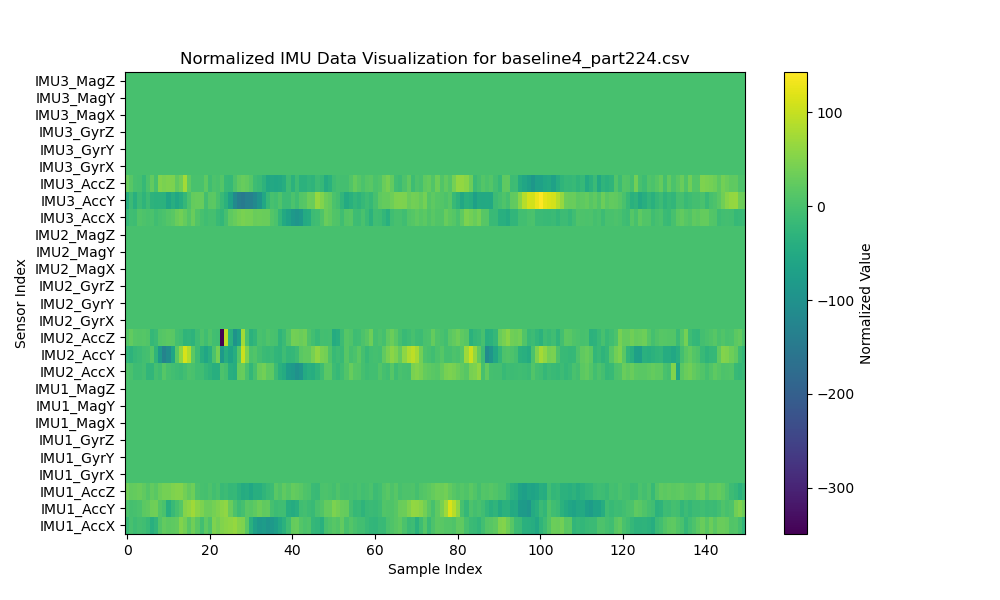 Normalized IMU Data Visualization for baseline4_part224.csv
IMU3_MagZ
IMU3_MagY
IMU3_MagX
IMU3_GyrZ
IMU3_GyrY
IMU3_GyrX
IMU3_AccZ
IMU3_AccY
IMU3_AccX
IMU2_MagZ
IMU2_MagY
IMU2_MagX
IMU2_GyrZ
IMU2_GyrY
IMU2_GyrX
IMU2_AccZ
IMU2_AccY
IMU2_AccX
IMU1_MagZ
IMU1_MagY
IMU1_MagX
IMU1_GyrZ
IMU1_GyrY
IMU1_GyrX
IMU1_AccZ
IMU1_AccY
IMU1_AccX
Sensor Index
0 20 40 60 80 100 120 140
Sample Index
100
0
−100
−200
−300
Normalized Value